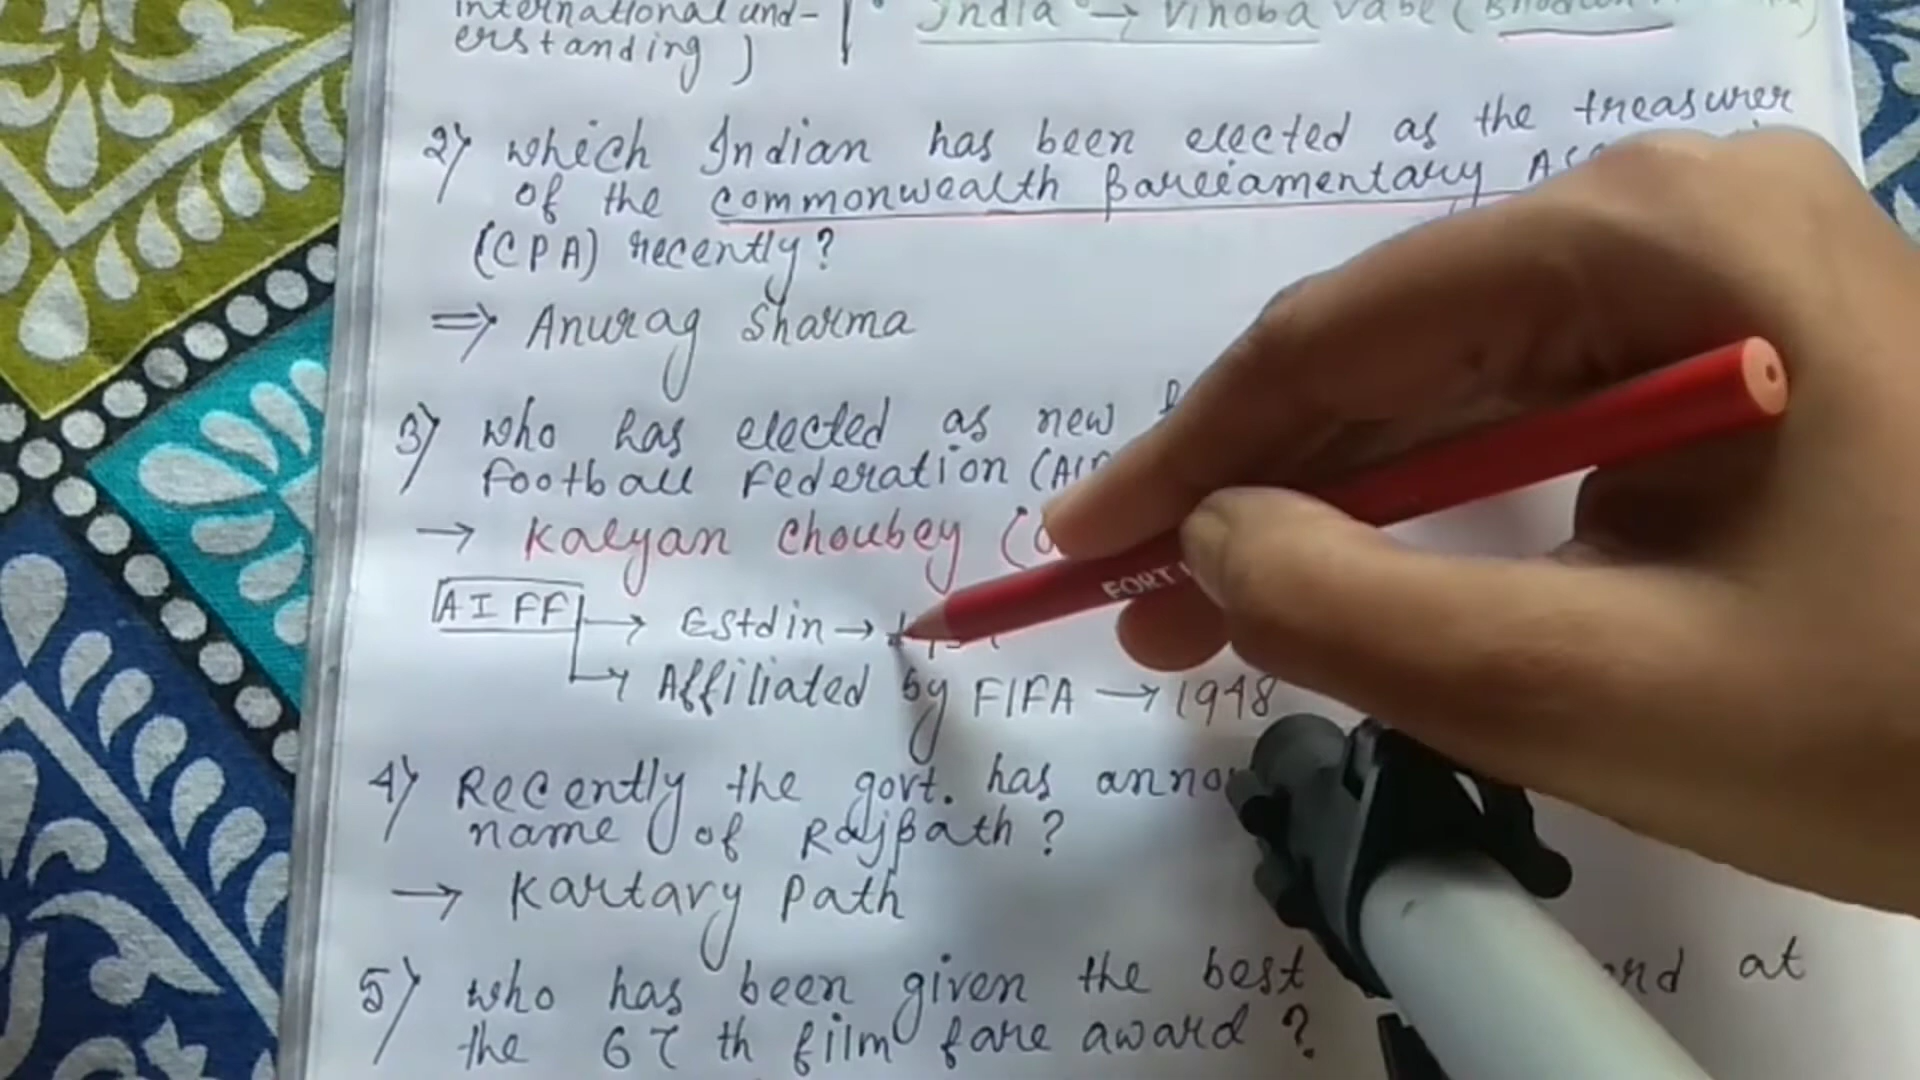 international und-
erstanding)
India → Vinoba
2) which Indian has been elected as the treasurer
of the commonwealth Parliamentary
(CPA) recently?
⇒ Anurag Sharma
3) who has elected as new
football Federation
→ Kalyan Choubey
AIFF → Estd in →
→ Affiliated by FIFA → 1948
4) Recently the govt. has
name of Rajpath?
→ Kartavy Path
5) who has been given the best at
the 67 th film fare award?
FORT